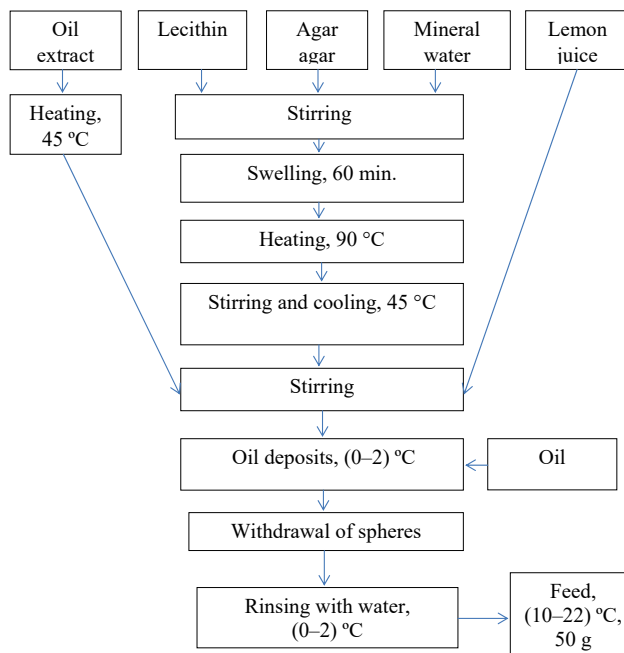 Oil
extract
Lecithin
Agar
agar
Mineral
water
Lemon
juice
Heating,
45 ºC
Stirring
Swelling, 60 min.
Heating, 90 °C
Stirring and cooling, 45 °C
Stirring
Oil deposits, (0–2) ºC
Oil
Withdrawal of spheres
Rinsing with water,
(0–2) ºC
Feed,
(10–22) ºC,
50 g